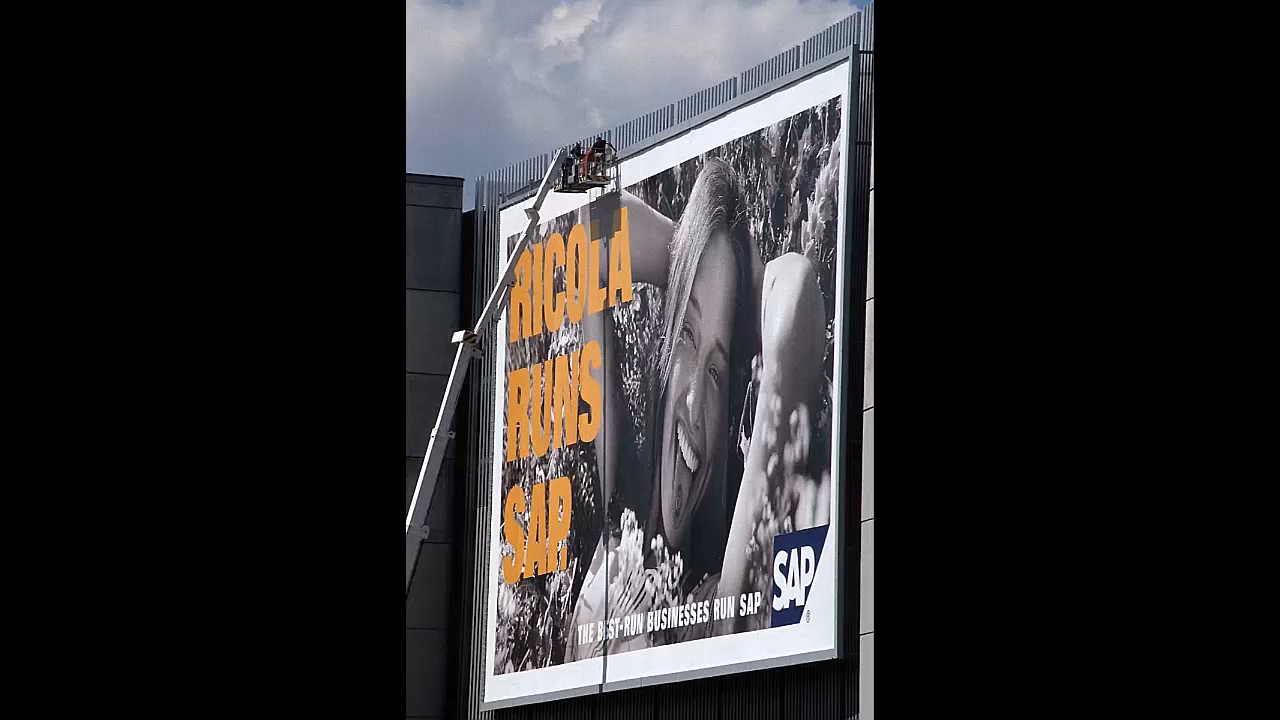 RICOLA
RUNS
SAP.
THE BEST-RUN BUSINESSES RUN SAP
SAP
®